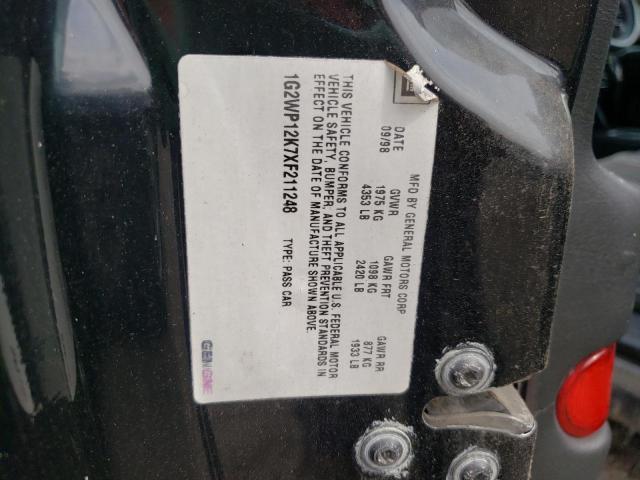 MFD BY GENERAL MOTORS CORP
DATE GVWR GAWR FRT GAWR RR
09/98 1975 KG 1098 KG 877 KG
4353 LB 2420 LB 1933 LB
THIS VEHICLE CONFORMS TO ALL APPLICABLE U.S. FEDERAL MOTOR
VEHICLE SAFETY, BUMPER, AND THEFT PREVENTION STANDARDS IN
EFFECT ON THE DATE OF MANUFACTURE SHOWN ABOVE.
1G2WP12K7XF211248 TYPE: PASS CAR
GENUINE